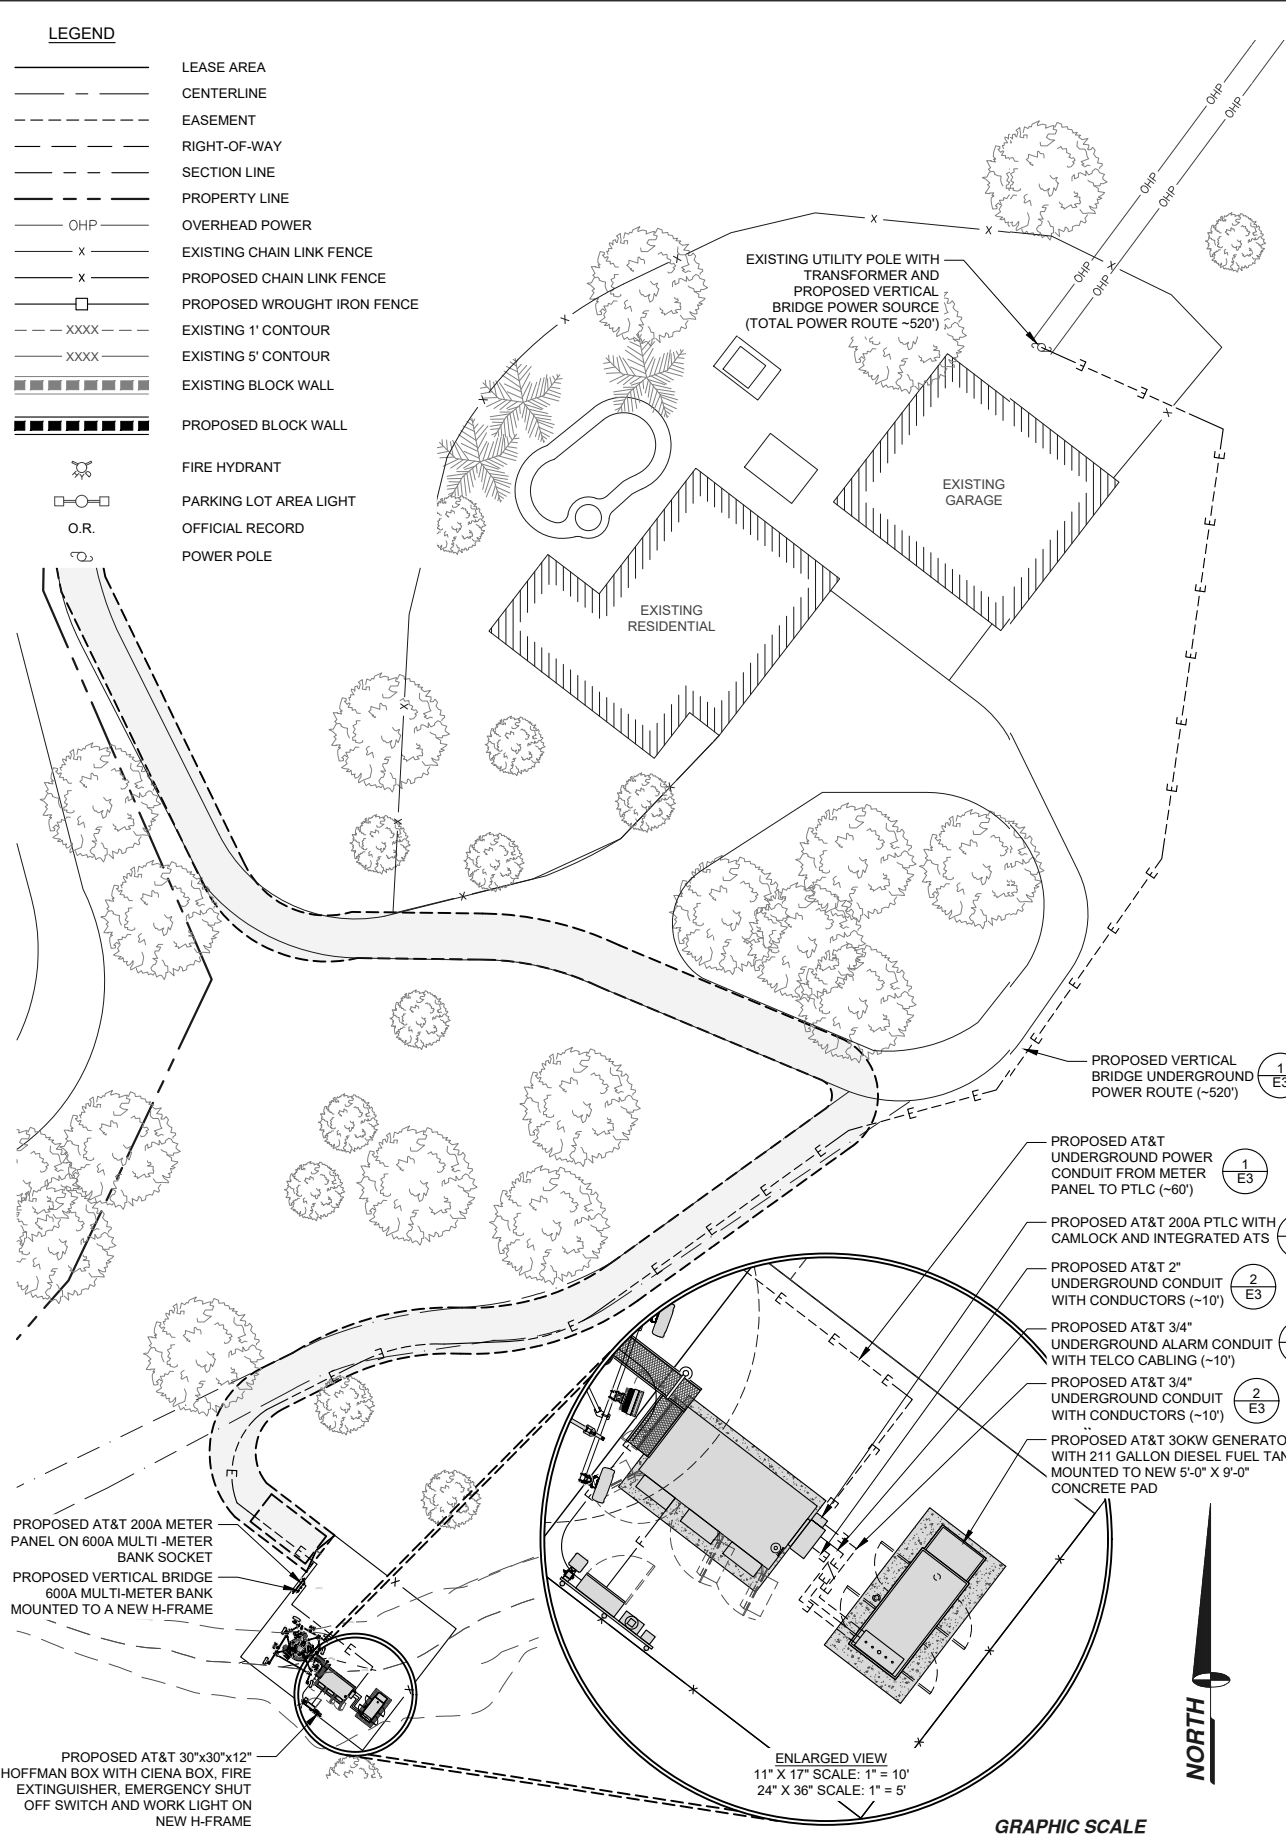 LEGEND
LEASE AREA
CENTERLINE
EASEMENT
RIGHT-OF-WAY
SECTION LINE
PROPERTY LINE
OHP OVERHEAD POWER
X EXISTING CHAIN LINK FENCE
X PROPOSED CHAIN LINK FENCE
PROPOSED WROUGHT IRON FENCE
XXXX EXISTING 1' CONTOUR
XXXX EXISTING 5' CONTOUR
EXISTING BLOCK WALL
PROPOSED BLOCK WALL
FIRE HYDRANT
PARKING LOT AREA LIGHT
O.R. OFFICIAL RECORD
POWER POLE
OHP
OHP
OHP
OHP
OHP
OHP
EXISTING UTILITY POLE WITH
TRANSFORMER AND
PROPOSED VERTICAL
BRIDGE POWER SOURCE
(TOTAL POWER ROUTE ~520')
EXISTING
GARAGE
EXISTING
RESIDENTIAL
PROPOSED VERTICAL
BRIDGE UNDERGROUND
POWER ROUTE (~520')
1
E3
PROPOSED AT&T
UNDERGROUND POWER
CONDUIT FROM METER
PANEL TO PTLC (~60')
1
E3
PROPOSED AT&T 200A PTLC WITH
CAMLOCK AND INTEGRATED ATS
PROPOSED AT&T 2"
UNDERGROUND CONDUIT
WITH CONDUCTORS (~10')
2
E3
PROPOSED AT&T 3/4"
UNDERGROUND ALARM CONDUIT
WITH TELCO CABLING (~10')
PROPOSED AT&T 3/4"
UNDERGROUND CONDUIT
WITH CONDUCTORS (~10')
2
E3
PROPOSED AT&T 3OKW GENERATO
WITH 211 GALLON DIESEL FUEL TAN
MOUNTED TO NEW 5'-0" X 9'-0"
CONCRETE PAD
PROPOSED AT&T 200A METER
PANEL ON 600A MULTI -METER
BANK SOCKET
PROPOSED VERTICAL BRIDGE
600A MULTI-METER BANK
MOUNTED TO A NEW H-FRAME
PROPOSED AT&T 30"x30"x12"
HOFFMAN BOX WITH CIENA BOX, FIRE
EXTINGUISHER, EMERGENCY SHUT
OFF SWITCH AND WORK LIGHT ON
NEW H-FRAME
ENLARGED VIEW
11" X 17" SCALE: 1" = 10'
24" X 36" SCALE: 1" = 5'
NORTH
GRAPHIC SCALE